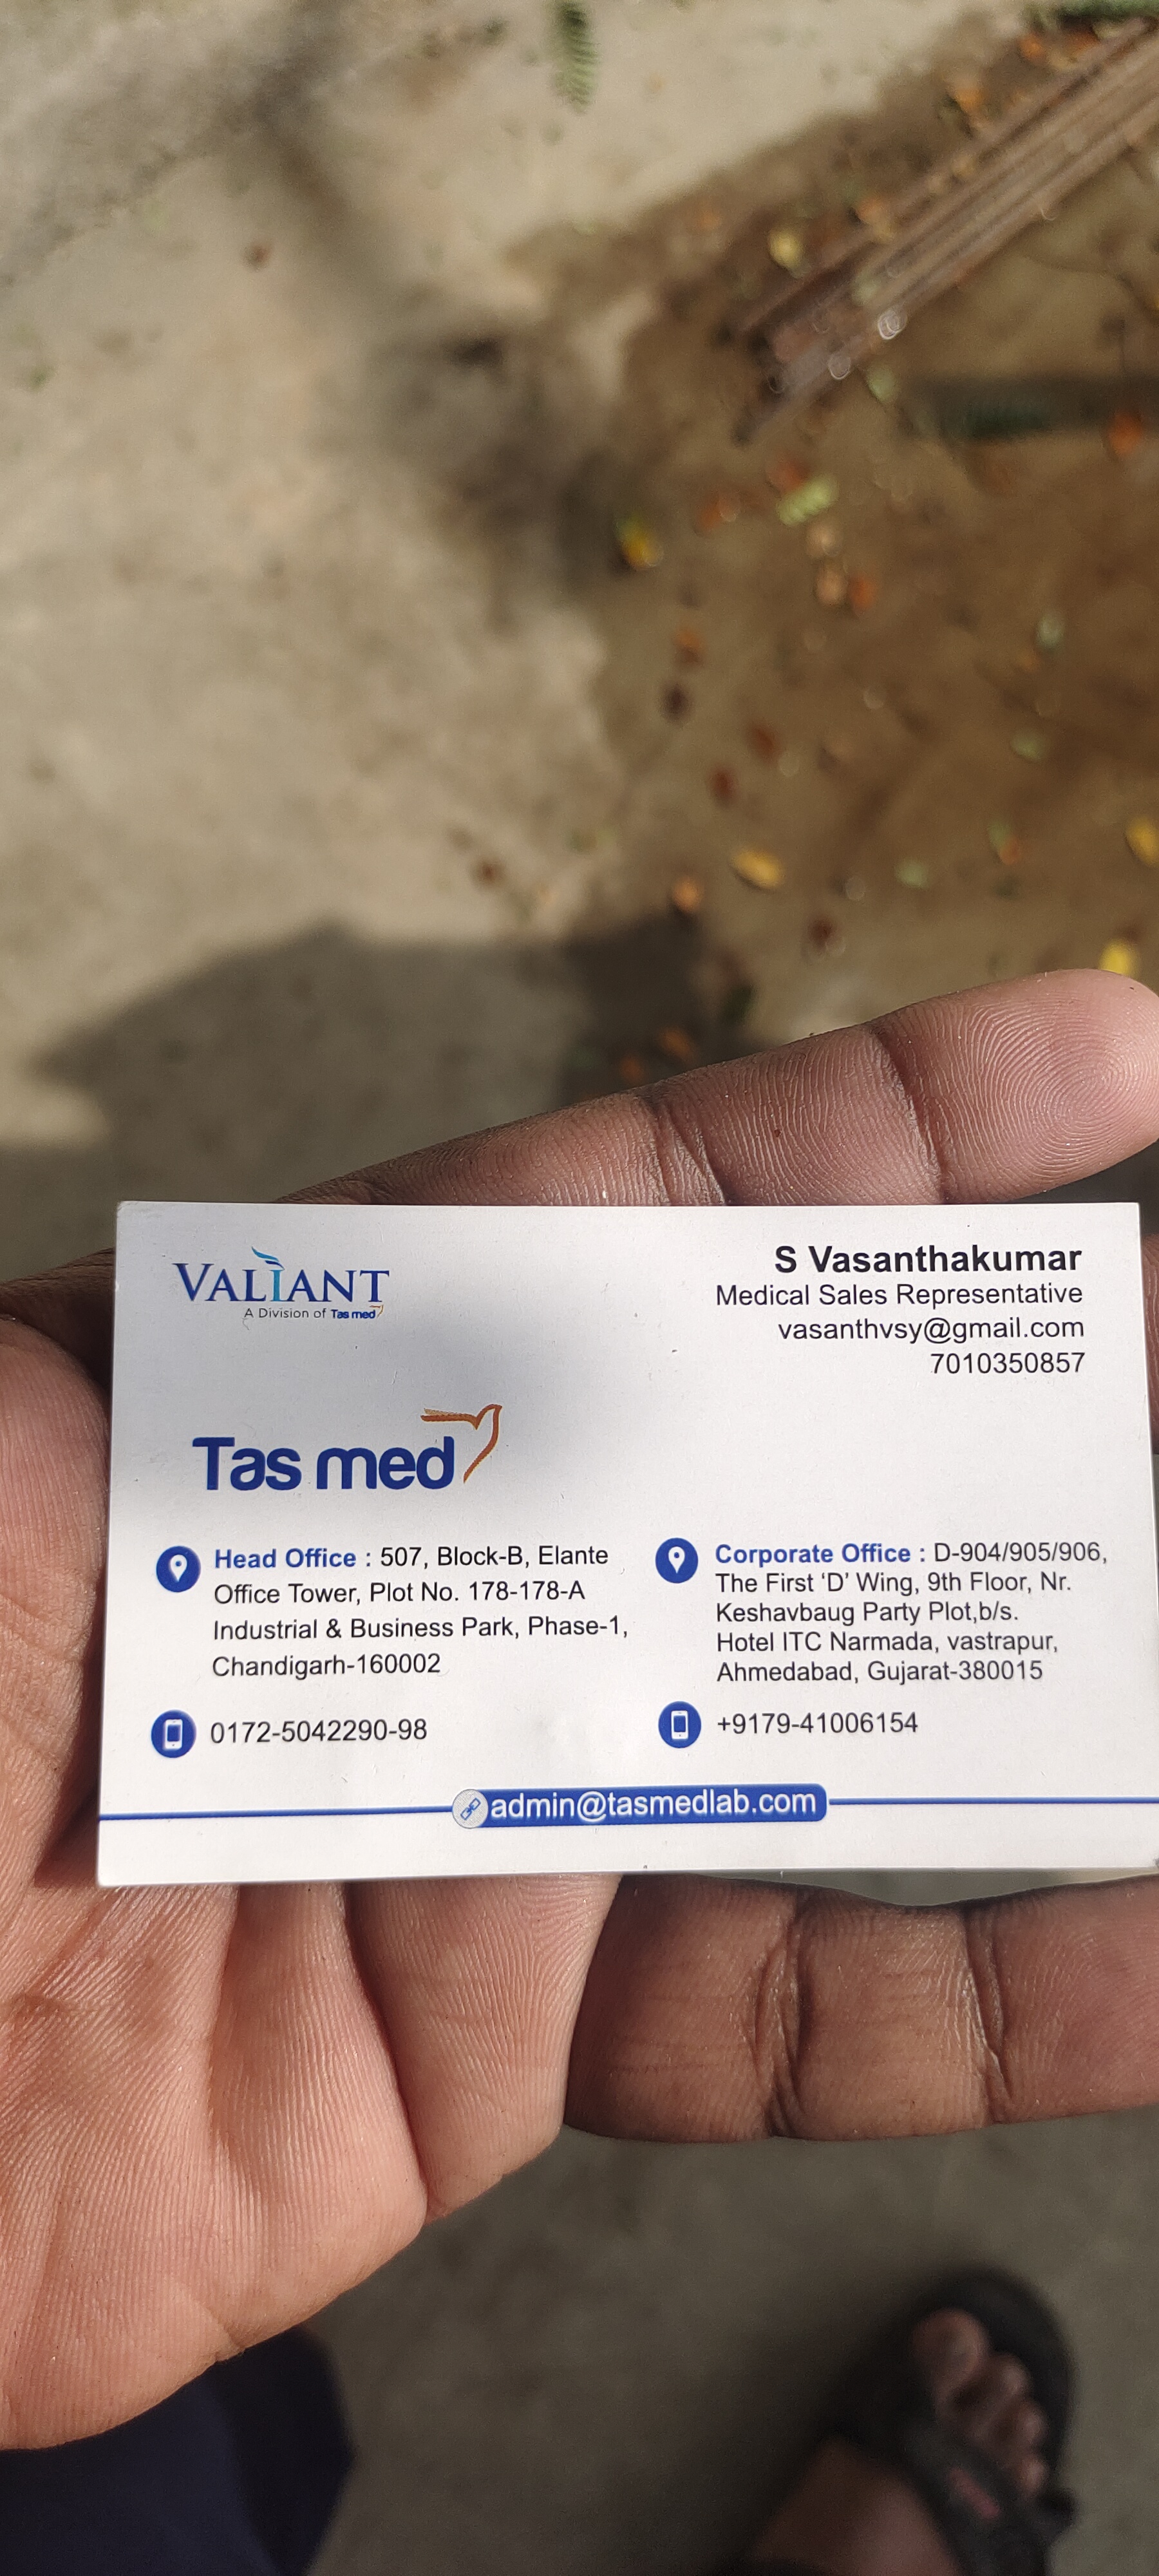 VALIANT
A Division of Tas med
S Vasanthakumar
Medical Sales Representative
vasanthvsy@gmail.com
7010350857
Tas med
Head Office : 507, Block-B, Elante
Office Tower, Plot No. 178-178-A
Industrial & Business Park, Phase-1,
Chandigarh-160002
0172-5042290-98
Corporate Office : D-904/905/906,
The First ‘D’ Wing, 9th Floor, Nr.
Keshavbaug Party Plot,b/s.
Hotel ITC Narmada, vastrapur,
Ahmedabad, Gujarat-380015
+9179-41006154
admin@tasmedlab.com